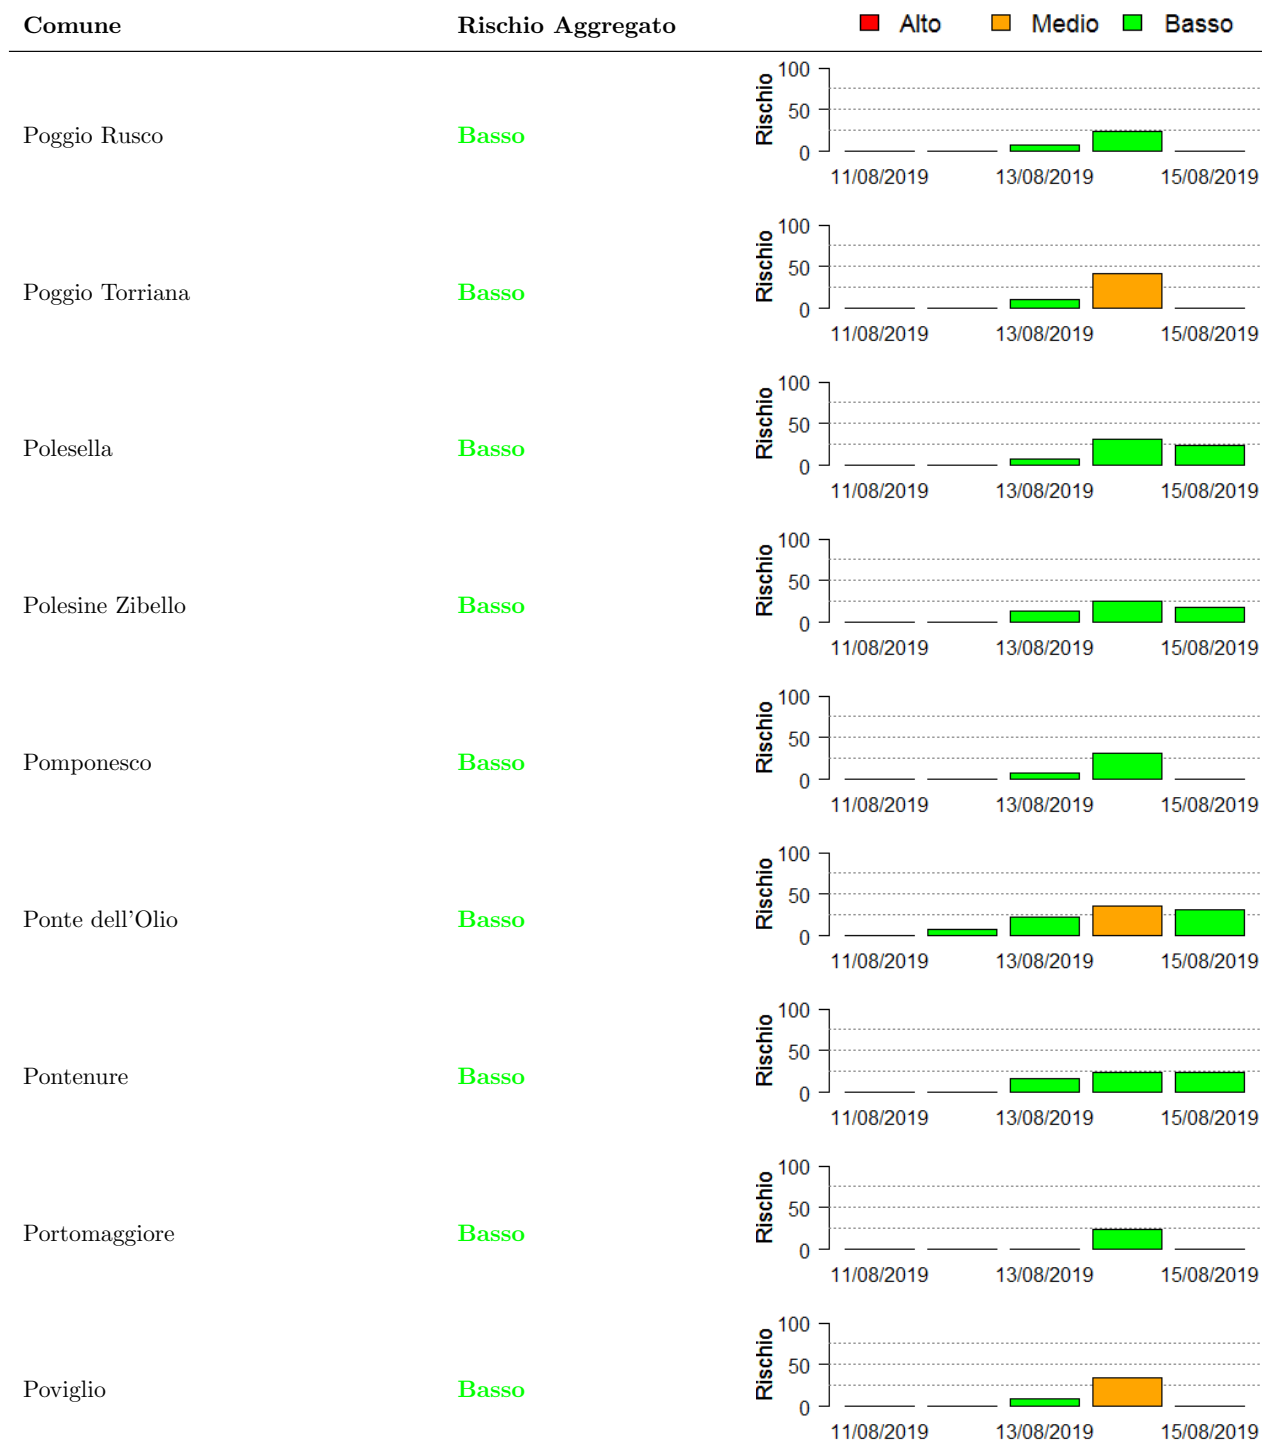 Comune Rischio Aggregato Alto Medio Basso
100
50
0
Rischio
Poggio Rusco Basso
11/08/2019 13/08/2019 15/08/2019
100
50
0
Rischio
Poggio Torriana Basso
11/08/2019 13/08/2019 15/08/2019
100
50
0
Rischio
Polesella Basso
11/08/2019 13/08/2019 15/08/2019
100
50
0
Rischio
Polesine Zibello Basso
11/08/2019 13/08/2019 15/08/2019
100
50
0
Rischio
Pomponesco Basso
11/08/2019 13/08/2019 15/08/2019
100
50
0
Rischio
Ponte dell'Olio Basso
11/08/2019 13/08/2019 15/08/2019
100
50
0
Rischio
Pontenure Basso
11/08/2019 13/08/2019 15/08/2019
100
50
0
Rischio
Portomaggiore Basso
11/08/2019 13/08/2019 15/08/2019
100
50
0
Rischio
Poviglio Basso
11/08/2019 13/08/2019 15/08/2019